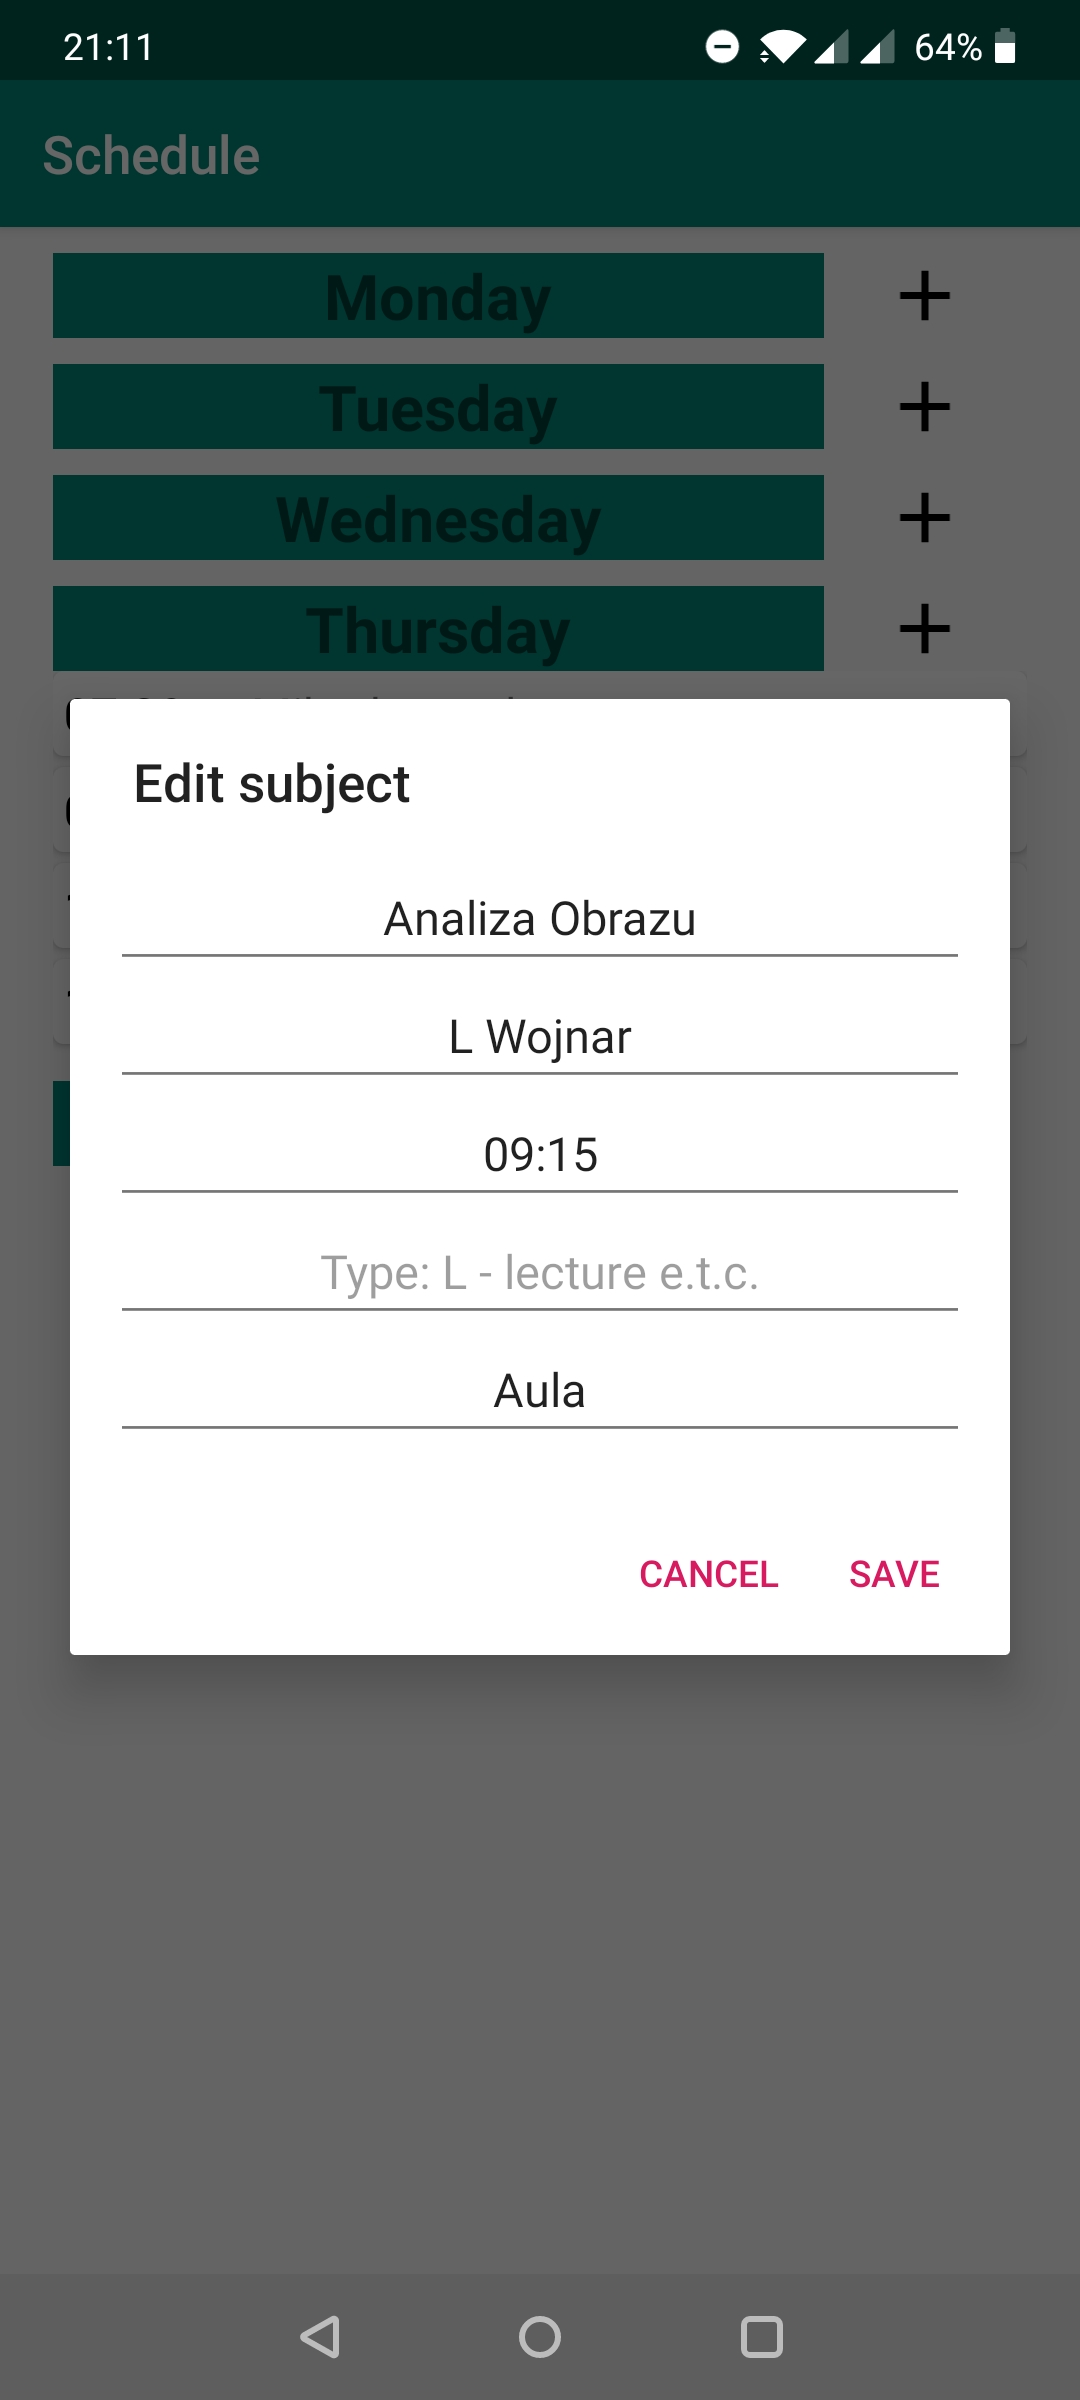 21:11
64%
Schedule
Monday
Tuesday
Wednesday
Thursday
Edit subject
Analiza Obrazu
L Wojnar
09:15
Type: L - lecture e.t.c.
Aula
CANCEL SAVE